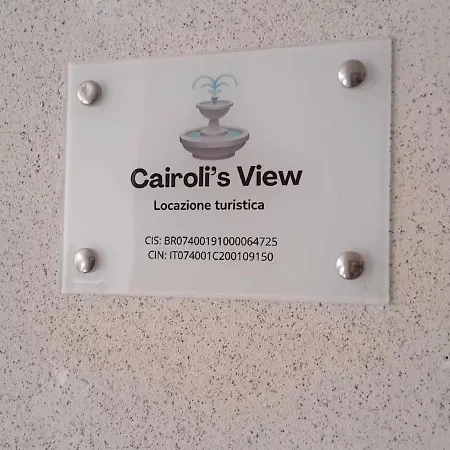 Cairoli's View
Locazione turistica
CIS: BR07400191000064725
CIN: IT074001C200109150